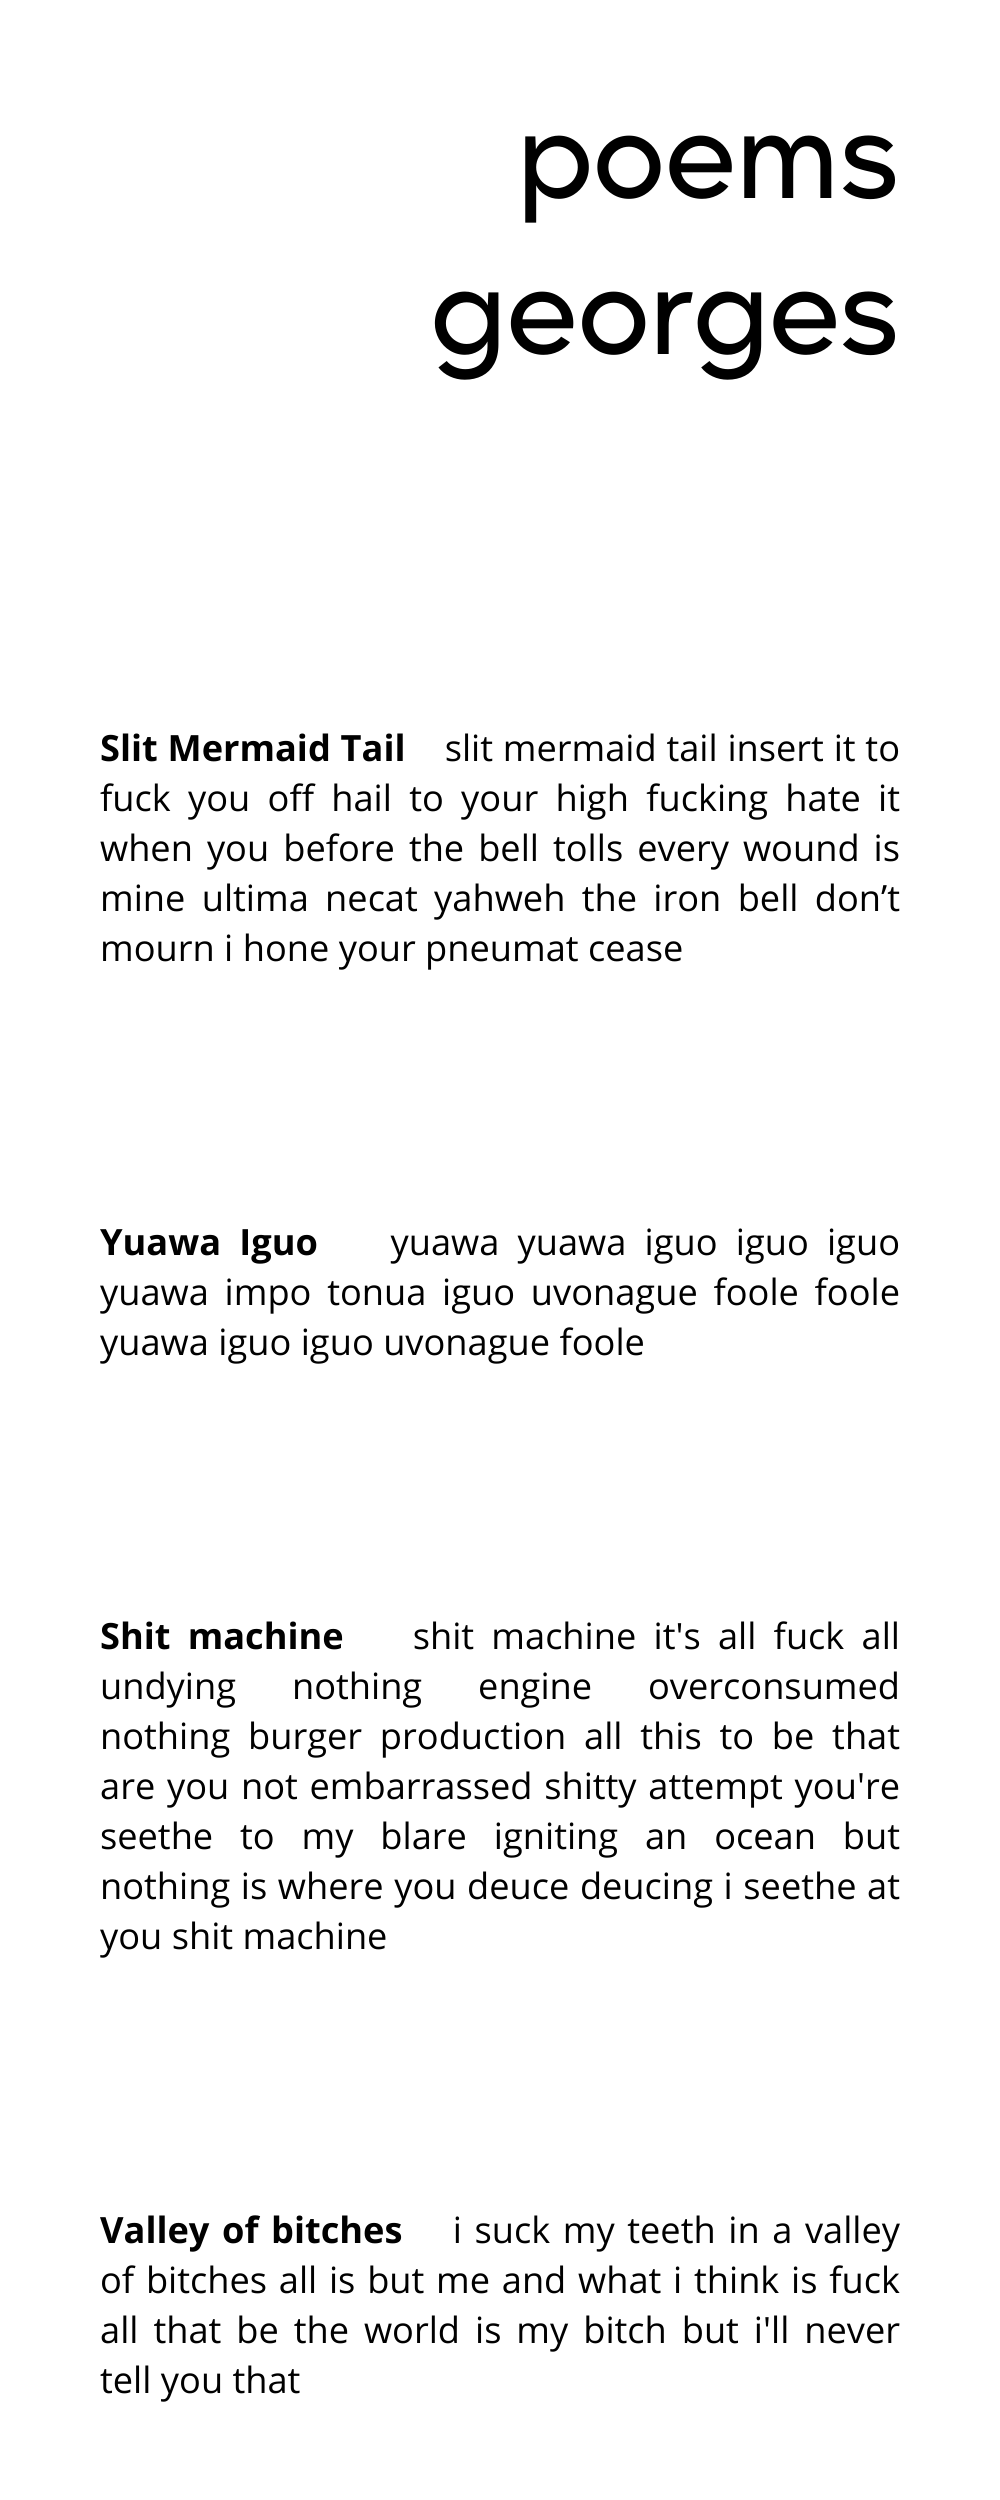 poems
georges
Slit Mermaid Tail slit mermaid tail insert it to
fuck you off hail to your high fucking hate it
when you before the bell tolls every wound is
mine ultima necat yahweh the iron bell don’t
mourn i hone your pneumat cease
Yuawa Iguo yuawa yuawa iguo iguo iguo
yuawa impo tonua iguo uvonague foole foole
yuawa iguo iguo uvonague foole
Shit machine shit machine it's all fuck all
undying nothing engine overconsumed
nothing burger production all this to be that
are you not embarrassed shitty attempt you're
seethe to my blare igniting an ocean but
nothing is where you deuce deucing i seethe at
you shit machine
Valley of bitches i suck my teeth in a valley
of bitches all is but me and what i think is fuck
all that be the world is my bitch but i'll never
tell you that